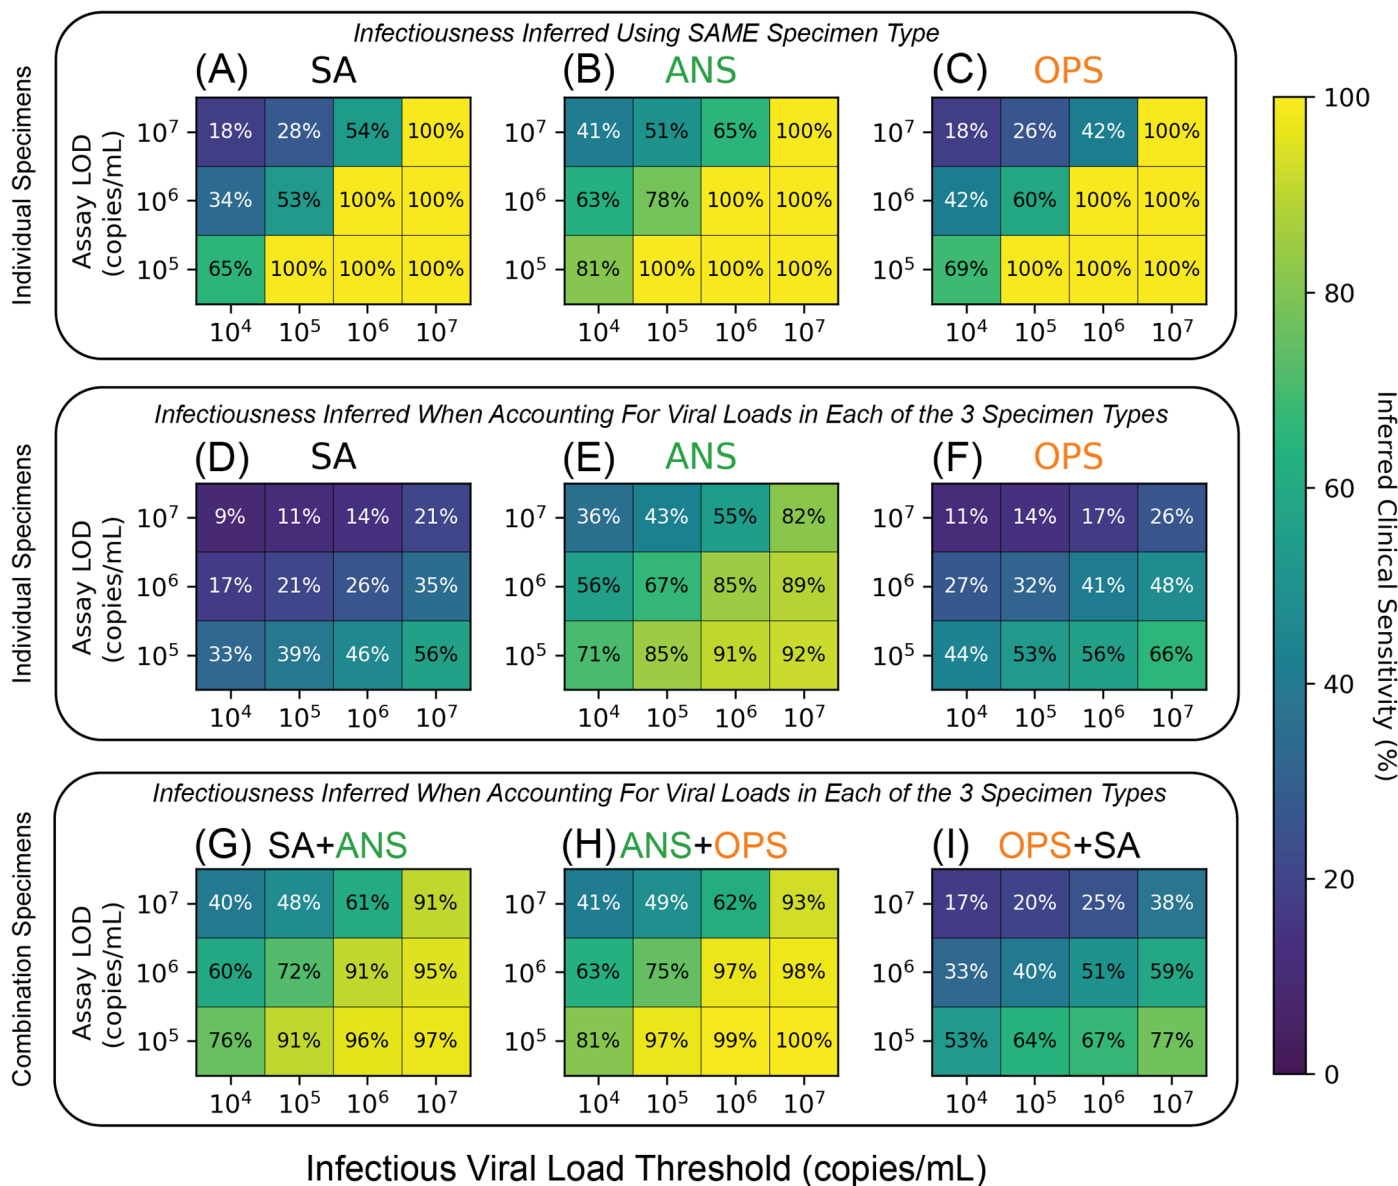 Infectiousness Inferred Using SAME Specimen Type
Individual Specimens
(A) SA
Assay LOD
(copies/mL)
10⁷ 18% 28% 54% 100%
10⁶ 34% 53% 100% 100%
10⁵ 65% 100% 100% 100%
10⁴ 10⁵ 10⁶ 10⁷
(B) ANS
10⁷ 41% 51% 65% 100%
10⁶ 63% 78% 100% 100%
10⁵ 81% 100% 100% 100%
10⁴ 10⁵ 10⁶ 10⁷
(C) OPS
10⁷ 18% 26% 42% 100%
10⁶ 42% 60% 100% 100%
10⁵ 69% 100% 100% 100%
10⁴ 10⁵ 10⁶ 10⁷
Infectiousness Inferred When Accounting For Viral Loads in Each of the 3 Specimen Types
Individual Specimens
(D) SA
Assay LOD
(copies/mL)
10⁷ 9% 11% 14% 21%
10⁶ 17% 21% 26% 35%
10⁵ 33% 39% 46% 56%
10⁴ 10⁵ 10⁶ 10⁷
(E) ANS
10⁷ 36% 43% 55% 82%
10⁶ 56% 67% 85% 89%
10⁵ 71% 85% 91% 92%
10⁴ 10⁵ 10⁶ 10⁷
(F) OPS
10⁷ 11% 14% 17% 26%
10⁶ 27% 32% 41% 48%
10⁵ 44% 53% 56% 66%
10⁴ 10⁵ 10⁶ 10⁷
Infectiousness Inferred When Accounting For Viral Loads in Each of the 3 Specimen Types
Combination Specimens
(G) SA+ANS
Assay LOD
(copies/mL)
10⁷ 40% 48% 61% 91%
10⁶ 60% 72% 91% 95%
10⁵ 76% 91% 96% 97%
10⁴ 10⁵ 10⁶ 10⁷
(H) ANS+OPS
10⁷ 41% 49% 62% 93%
10⁶ 63% 75% 97% 98%
10⁵ 81% 97% 99% 100%
10⁴ 10⁵ 10⁶ 10⁷
(I) OPS+SA
10⁷ 17% 20% 25% 38%
10⁶ 33% 40% 51% 59%
10⁵ 53% 64% 67% 77%
10⁴ 10⁵ 10⁶ 10⁷
Infectious Viral Load Threshold (copies/mL)
100
80
60
40
20
0
Inferred Clinical Sensitivity (%)